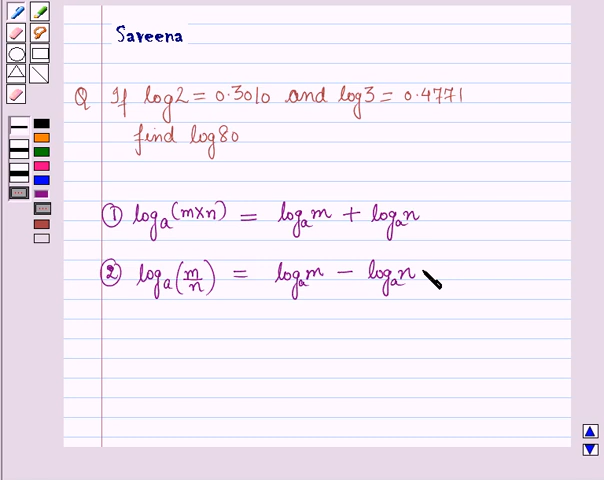 Saveena
Q If log2 = 0.3010 and log3 = 0.4771
find log80
① logₐ(m×n) = logₐm + logₐn
② logₐ(m/n) = logₐm − logₐn